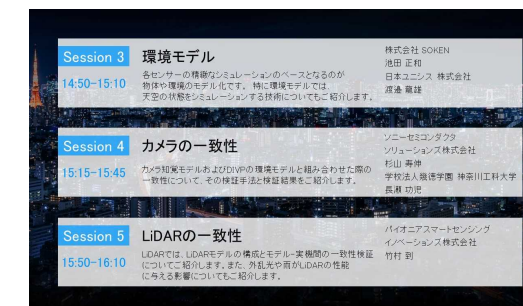 Session 3
14:50-15:10
環境モデル
各センサーの精緻なシミュレーションのベースとなるのが
物体や環境のモデル化です。特に環境モデルでは、
天空の状態をシミュレーションする技術についてもご紹介します。
株式会社 SOKEN
池田 正和
日本ユニシス 株式会社
渡邉 龍雄
Session 4
15:15-15:45
カメラの一致性
カメラ知覚モデルおよびDIVPの環境モデルと組み合わせた際の
一致性について、その検証手法と検証結果をご紹介します。
ソニーセミコンダクタ
ソリューションズ株式会社
杉山 寿伸
学校法人幾徳学園 神奈川工科大学
長瀬 功児
Session 5
15:50-16:10
LiDARの一致性
LiDARでは、LiDARモデルの構成とモデル-実機間の一致性検証
についてご紹介します。また、外乱光や雨がLiDARの性能
に与える影響についてもご紹介します。
パイオニアスマートセンシング
イノベーションズ株式会社
竹村 到